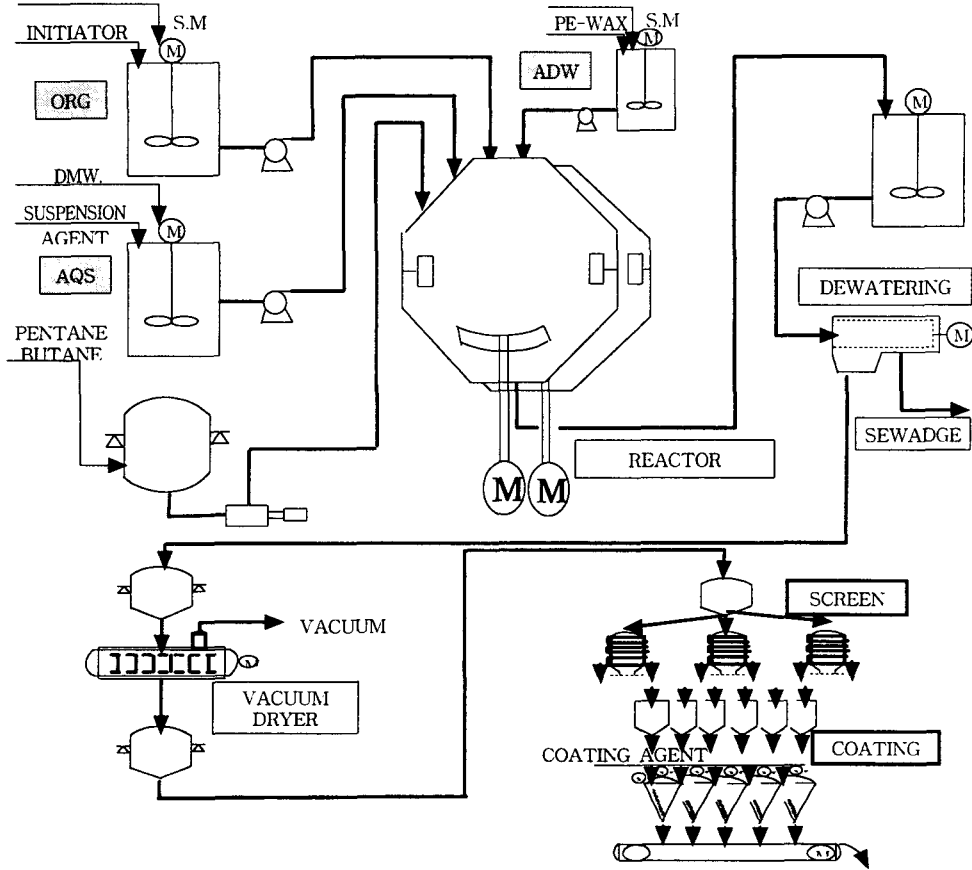 S.M
INITIATOR
M
ORG
PE-WAX
S.M
M
ADW
M
DMW.
SUSPENSION
AGENT
M
AQS
PENTANE
BUTANE
DEWATERING
M
SEWADGE
REACTOR
M
M
VACUUM
VACUUM
DRYER
SCREEN
COATING
COATING AGENT